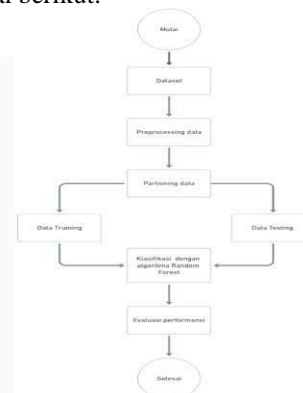 berikut:
Mulai
Dataset
Preprocessing data
Partioning data
Data Training
Data Testing
Klasifikasi dengan
algoritma Random
Forest
Evaluasi performansi
Selesai